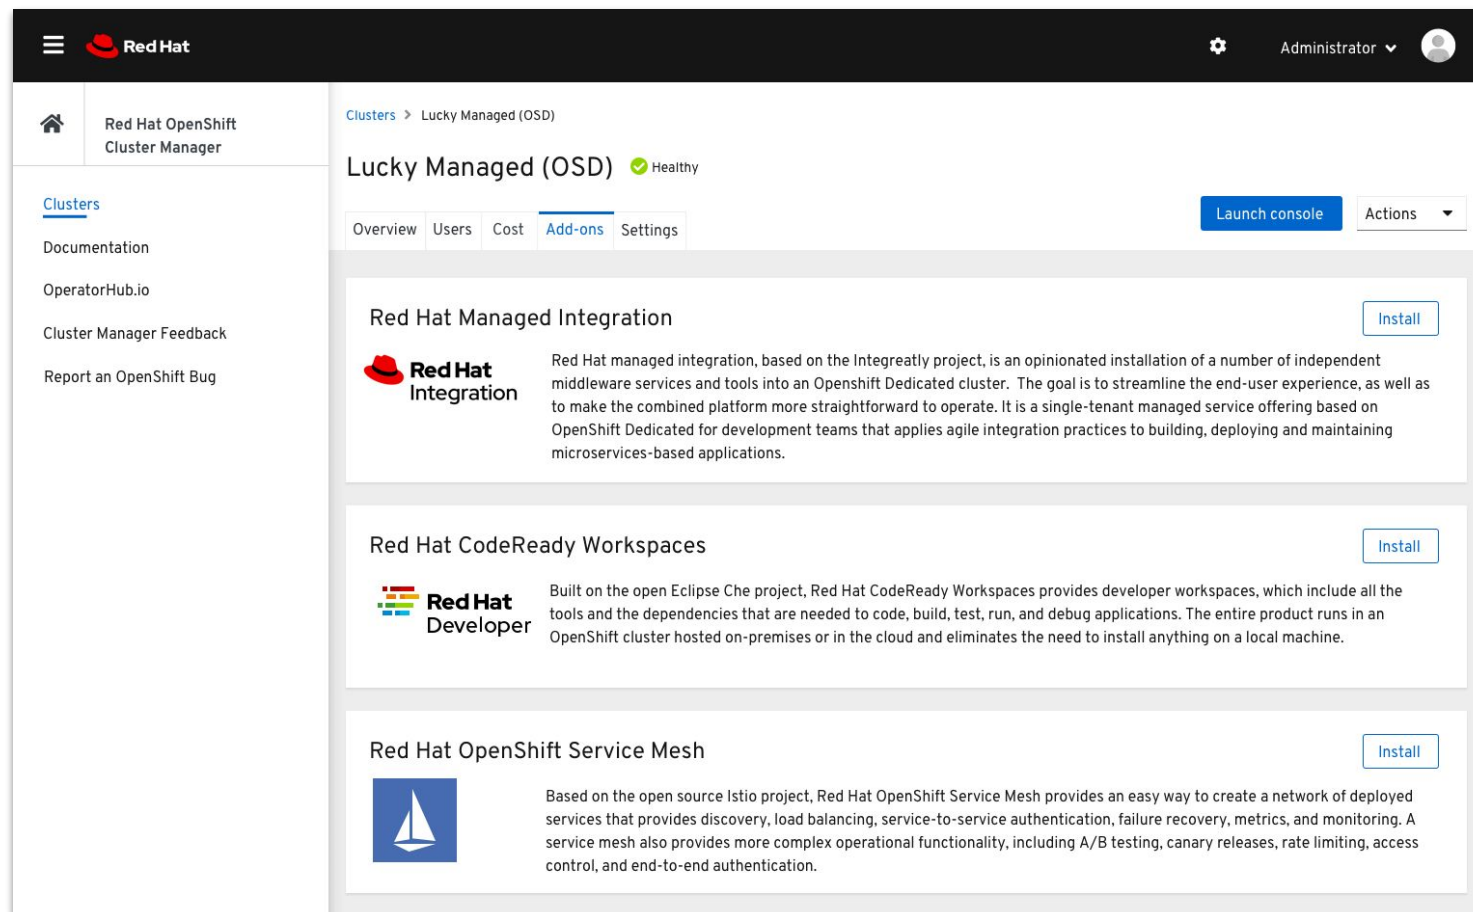 Red Hat
Administrator
Red Hat OpenShift
Cluster Manager
Clusters
Documentation
OperatorHub.io
Cluster Manager Feedback
Report an OpenShift Bug
Clusters > Lucky Managed (OSD)
Lucky Managed (OSD) Healthy
Launch console Actions
Overview Users Cost Add-ons Settings
Red Hat Managed Integration
Install
Red Hat
Integration
Red Hat managed integration, based on the Integreatly project, is an opinionated installation of a number of independent
middleware services and tools into an Openshift Dedicated cluster. The goal is to streamline the end-user experience, as well as
to make the combined platform more straightforward to operate. It is a single-tenant managed service offering based on
OpenShift Dedicated for development teams that applies agile integration practices to building, deploying and maintaining
microservices-based applications.
Red Hat CodeReady Workspaces
Install
Red Hat
Developer
Built on the open Eclipse Che project, Red Hat CodeReady Workspaces provides developer workspaces, which include all the
tools and the dependencies that are needed to code, build, test, run, and debug applications. The entire product runs in an
OpenShift cluster hosted on-premises or in the cloud and eliminates the need to install anything on a local machine.
Red Hat OpenShift Service Mesh
Install
Based on the open source Istio project, Red Hat OpenShift Service Mesh provides an easy way to create a network of deployed
services that provides discovery, load balancing, service-to-service authentication, failure recovery, metrics, and monitoring. A
service mesh also provides more complex operational functionality, including A/B testing, canary releases, rate limiting, access
control, and end-to-end authentication.